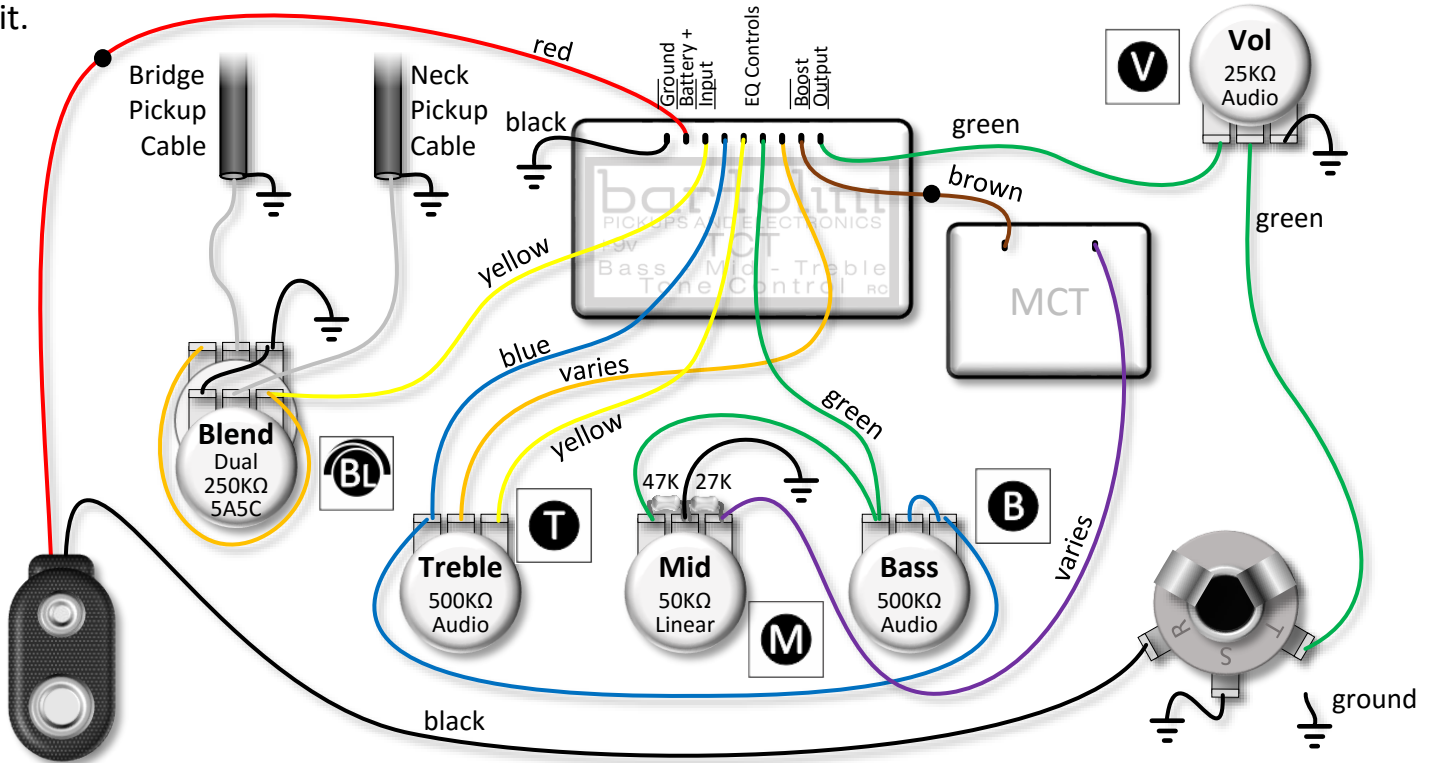 it.
Bridge
Pickup
Cable
Neck
Pickup
Cable
red
black
Ground
Battery +
Input
EQ Controls
Boost
Output
bartolini
PICKUPS AND ELECTRONICS
TCT
Bass - Mid - Treble
Tone Control RC
green
brown
MCT
V
Vol
25KΩ
Audio
green
yellow
blue
varies
yellow
green
Blend
Dual
250KΩ
5A5C
BL
T
47K 27K
B
Treble
500KΩ
Audio
Mid
50KΩ
Linear
M
Bass
500KΩ
Audio
varies
R
S
T
black
ground